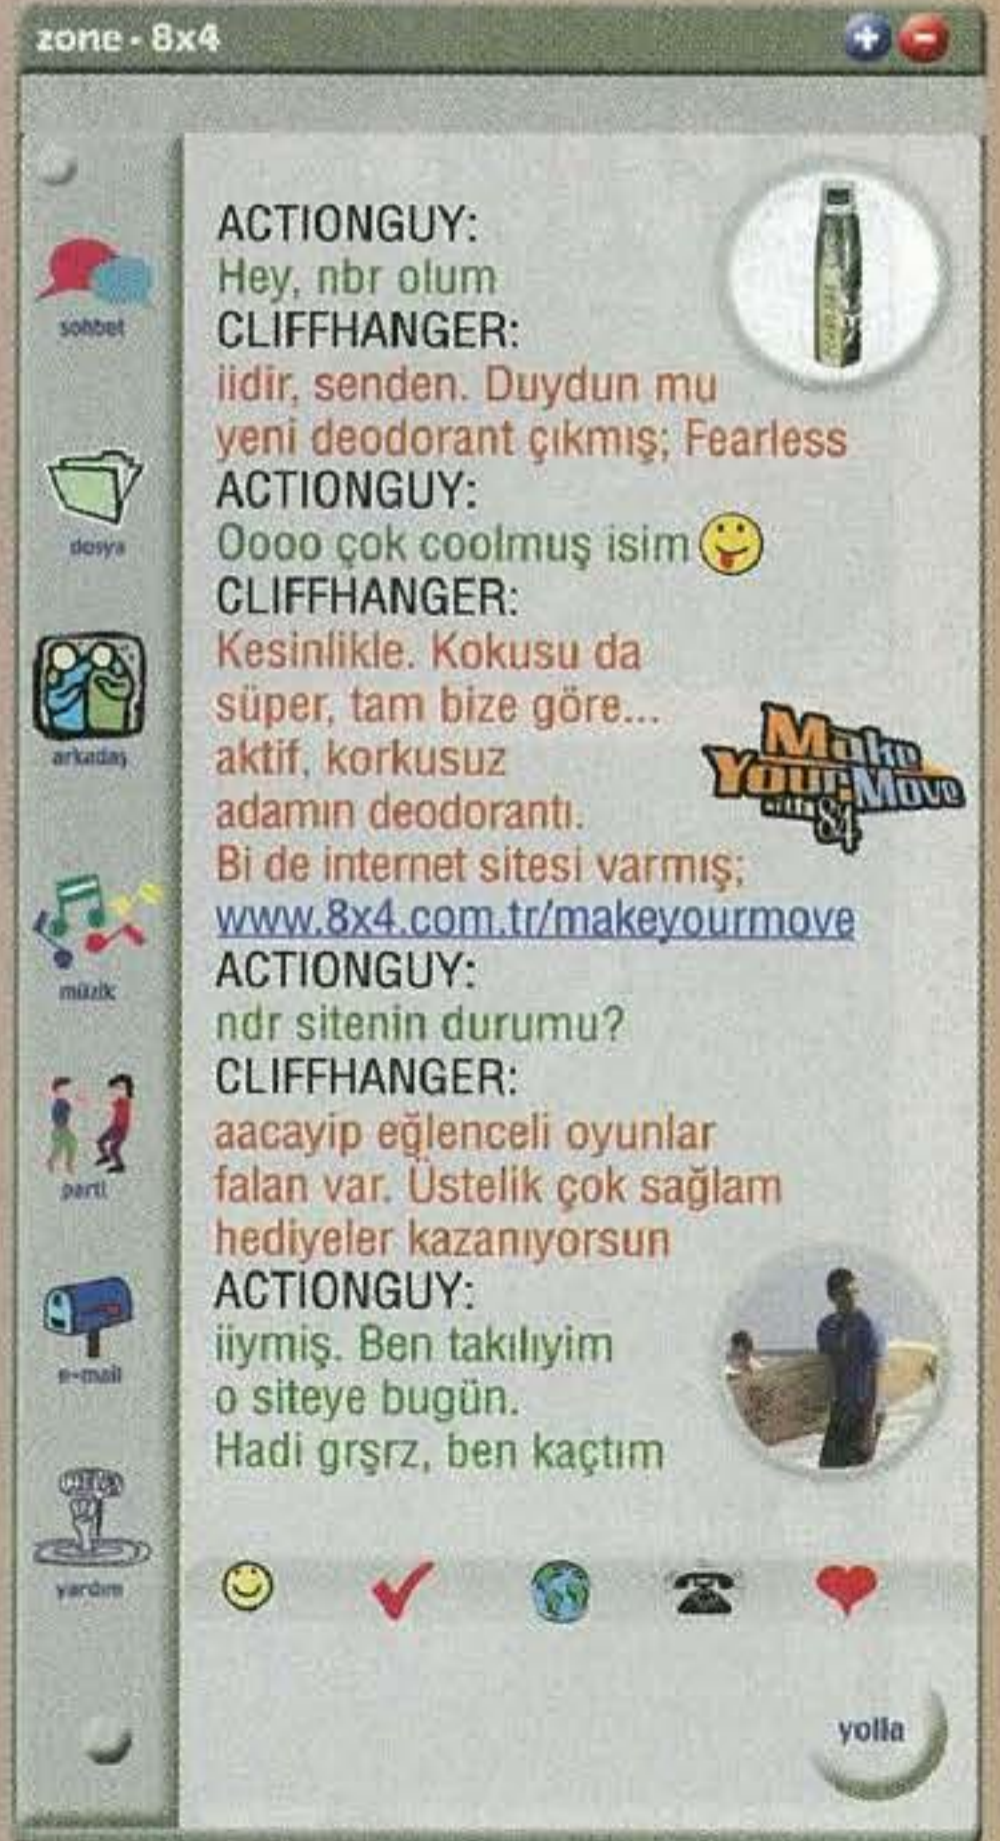 zone - 8x4
sohbet
dosya
arkadaş
müzik
parti
e-mail
yardım
ACTIONGUY:
Hey, nbr olum
CLIFFHANGER:
iidir, senden. Duydun mu
yeni deodorant çıkmış; Fearless
ACTIONGUY:
Oooo çok coolmuş isim
CLIFFHANGER:
Kesinlikle. Kokusu da
süper, tam bize göre...
aktif, korkusuz
adamın deodorantı.
Bi de internet sitesi varmış;
www.8x4.com.tr/makeyourmove
Make
Your Move
with 84
ACTIONGUY:
ndr sitenin durumu?
CLIFFHANGER:
aacayip eğlenceli oyunlar
falan var. Üstelik çok sağlam
hediyeler kazanıyorsun
ACTIONGUY:
iiymiş. Ben takılıyim
o siteye bugün.
Hadi grşrz, ben kaçtım
yolla